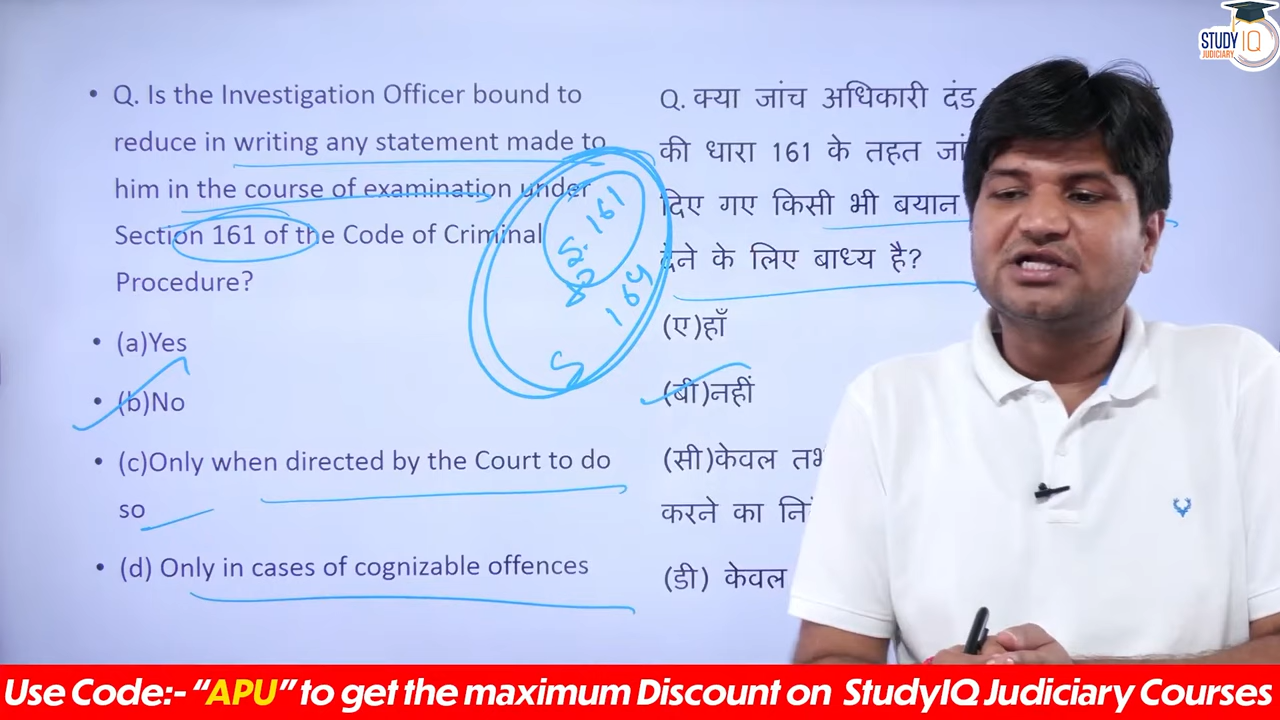 STUDY IQ
JUDICIARY
• Q. Is the Investigation Officer bound to
reduce in writing any statement made to
him in the course of examination under
Section 161 of the Code of Criminal
Procedure?
• (a)Yes
• (b)No
• (c)Only when directed by the Court to do
so
• (d) Only in cases of cognizable offences
S. 161
164
Q. क्या जांच अधिकारी दंड
की धारा 161 के तहत
दिए गए किसी भी बयान
देने के लिए बाध्य है?
(ए)हाँ
(बी)नहीं
(सी)केवल
करने का
(डी) केवल
Use Code:- “APU” to get the maximum Discount on StudyIQ Judiciary Courses